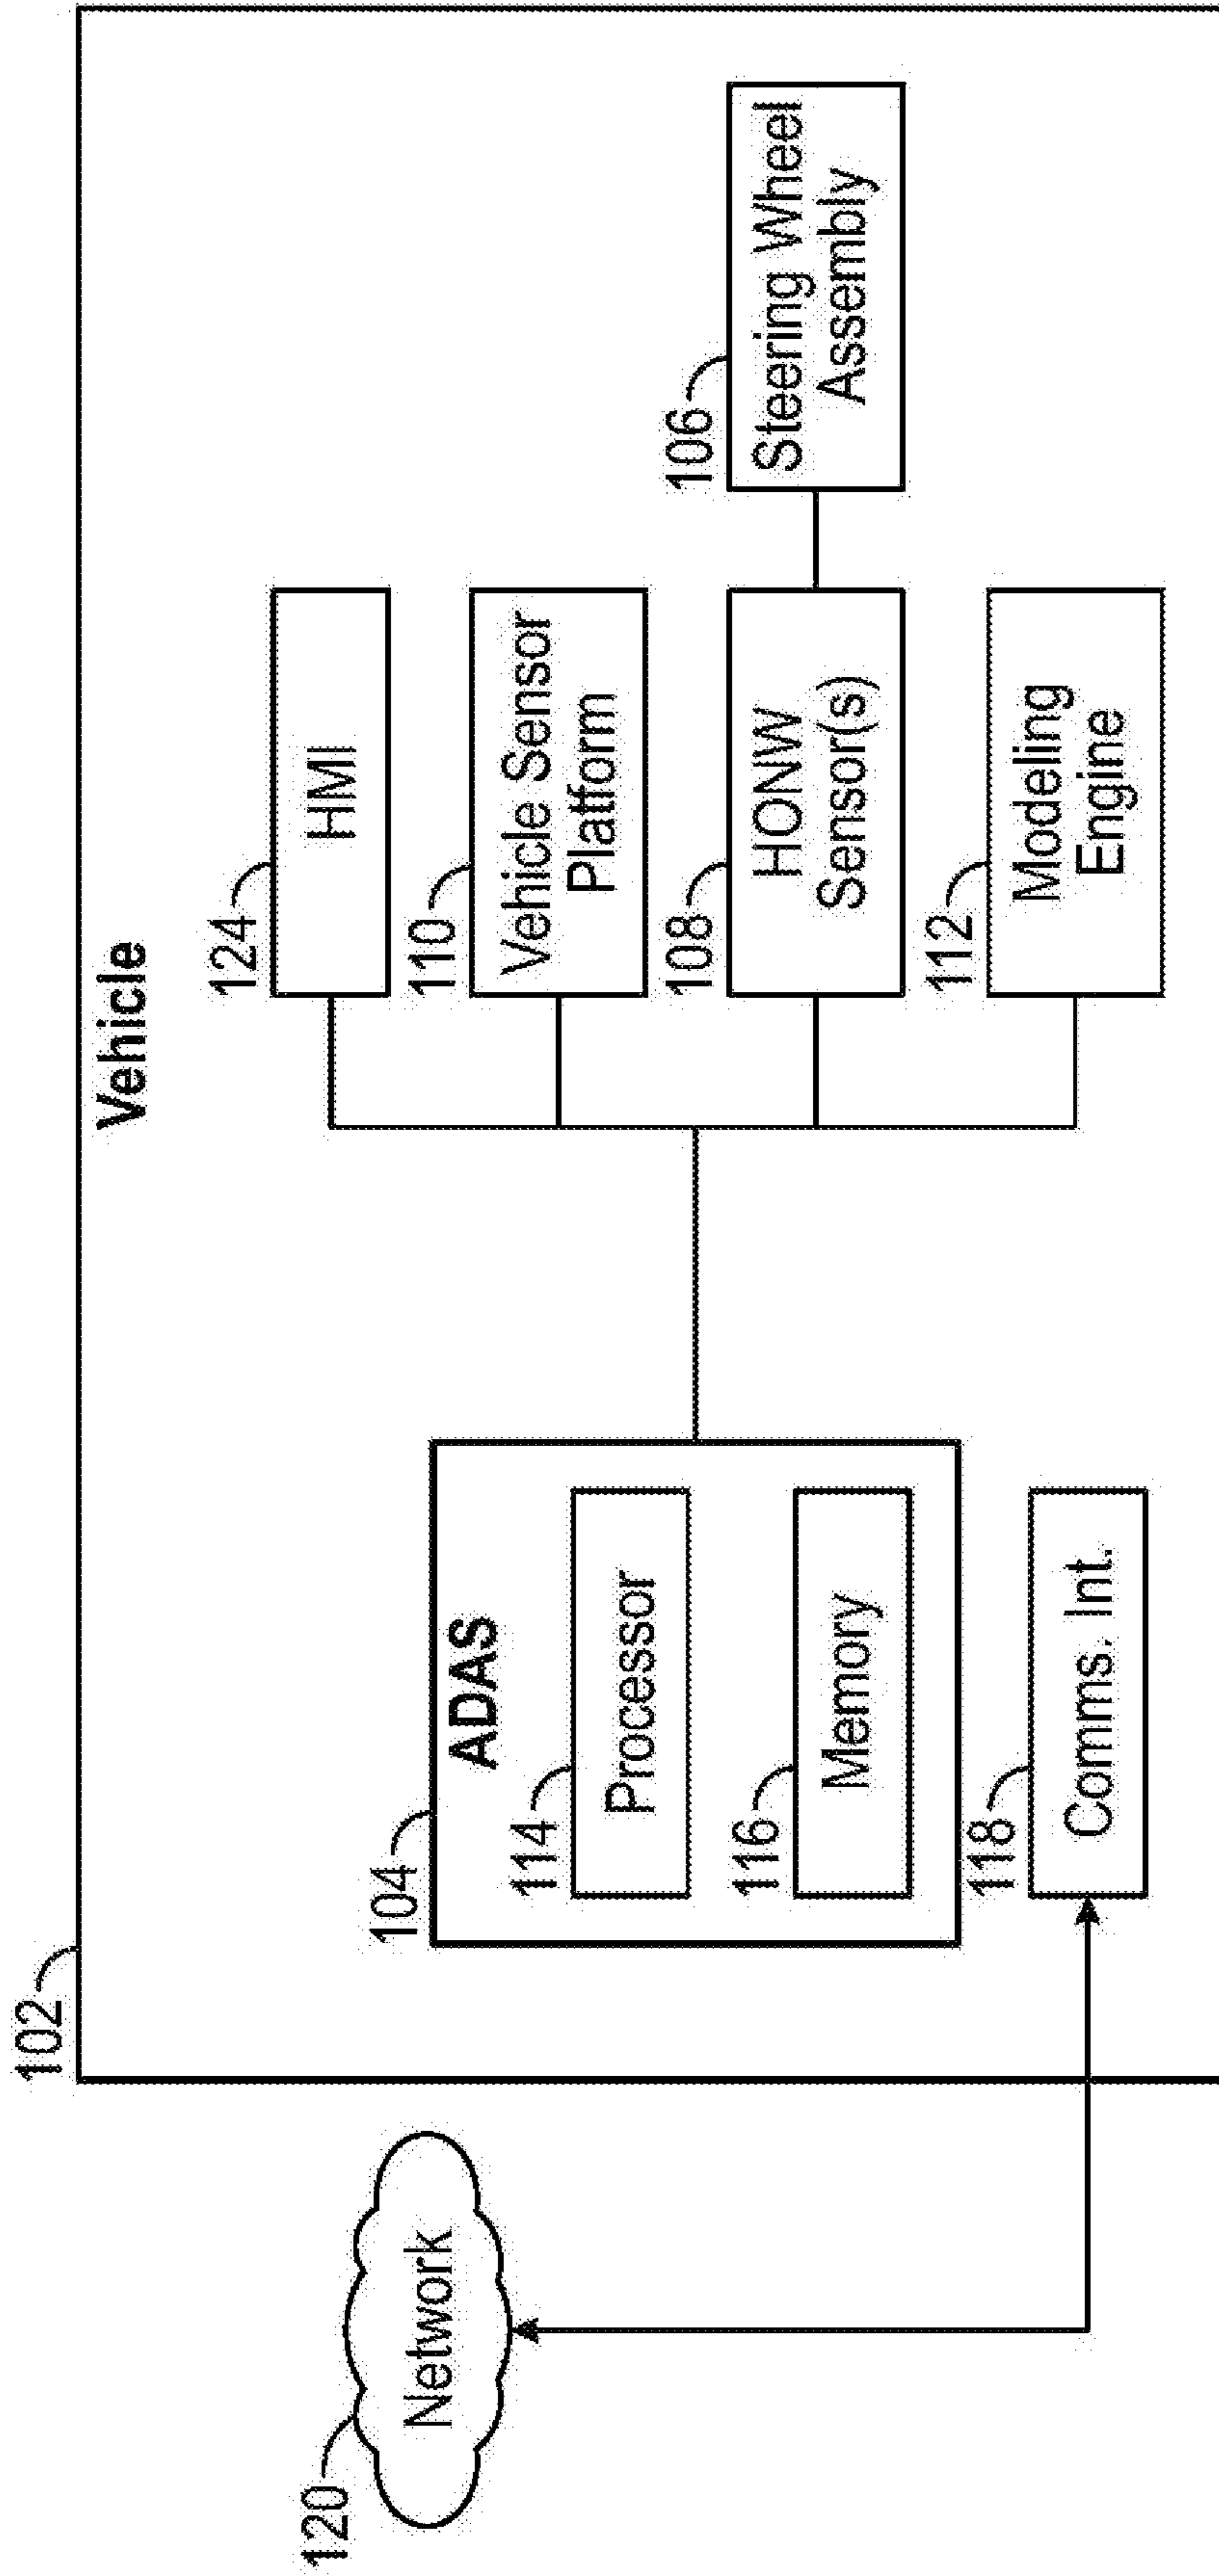 102
Vehicle
120
Network
104
ADAS
114
Processor
116
Memory
118
Comms. Int.
124
HMI
110
Vehicle Sensor
Platform
108
HONW
Sensor(s)
112
Modeling
Engine
106
Steering Wheel
Assembly